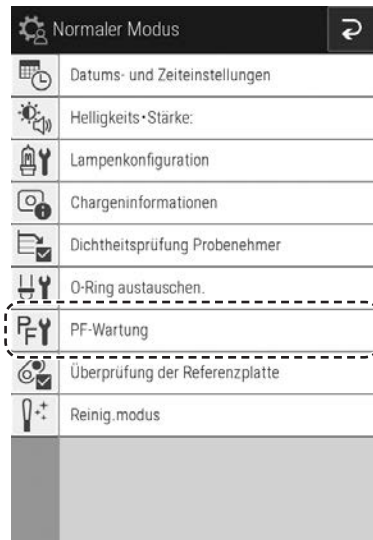 Normaler Modus
Datums- und Zeiteinstellungen
Helligkeits･Stärke:
Lampenkonfiguration
Chargeninformationen
Dichtheitsprüfung Probenehmer
O-Ring austauschen.
PF PF-Wartung
Überprüfung der Referenzplatte
Reinig.modus